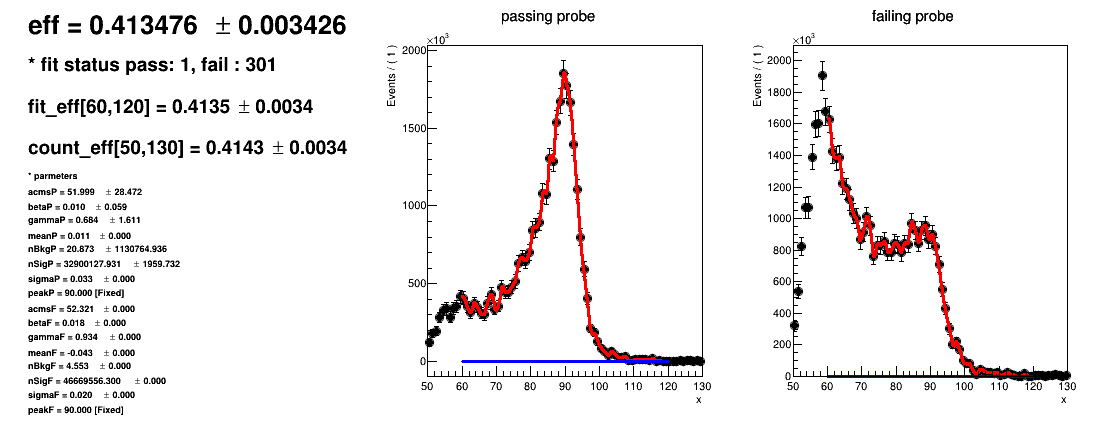 eff = 0.413476 ± 0.003426
* fit status pass: 1, fail : 301
fit_eff[60,120] = 0.4135 ± 0.0034
count_eff[50,130] = 0.4143 ± 0.0034
* parmeters
acmsP = 51.999 ± 28.472
betaP = 0.010 ± 0.059
gammaP = 0.684 ± 1.611
meanP = 0.011 ± 0.000
nBkgP = 20.873 ± 1130764.936
nSigP = 32900127.931 ± 1959.732
sigmaP = 0.033 ± 0.000
peakP = 90.000 [Fixed]
acmsF = 52.321 ± 0.000
betaF = 0.018 ± 0.000
gammaF = 0.934 ± 0.000
meanF = -0.043 ± 0.000
nBkgF = 4.553 ± 0.000
nSigF = 46669556.300 ± 0.000
sigmaF = 0.020 ± 0.000
peakF = 90.000 [Fixed]
passing probe
×10³
Events / ( 1 )
2000
1500
1000
500
0
50 60 70 80 90 100 110 120 130
x
failing probe
×10³
Events / ( 1 )
2000
1800
1600
1400
1200
1000
800
600
400
200
0
50 60 70 80 90 100 110 120 130
x